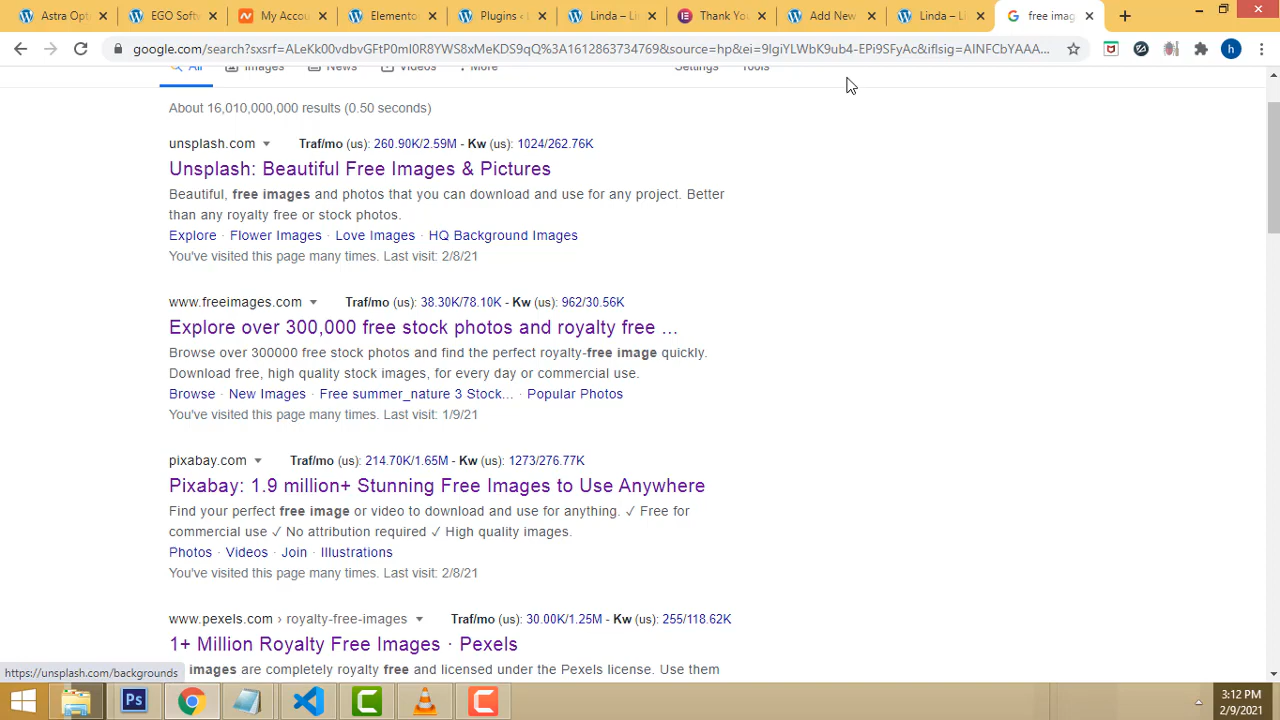 Astra Opt
EGO Soft
My Accou
Elemento
Plugins ‹ L
Linda – Li
Thank You
Add New
Linda – Li
free imag
google.com/search?sxsrf=ALeKk00vdbvGFtP0mI0R8YWS8xMeKDS9qQ%3A1612863734769&source=hp&ei=9lgiYLWbK9ub4-EPi9SFyAc&iflsig=AINFCbYAAA...
h
All
Images
News
Videos
More
Settings
Tools
About 16,010,000,000 results (0.50 seconds)
unsplash.com Traf/mo (us): 260.90K/2.59M - Kw (us): 1024/262.76K
Unsplash: Beautiful Free Images & Pictures
Beautiful, free images and photos that you can download and use for any project. Better
than any royalty free or stock photos.
Explore · Flower Images · Love Images · HQ Background Images
You've visited this page many times. Last visit: 2/8/21
www.freeimages.com Traf/mo (us): 38.30K/78.10K - Kw (us): 962/30.56K
Explore over 300,000 free stock photos and royalty free ...
Browse over 300000 free stock photos and find the perfect royalty-free image quickly.
Download free, high quality stock images, for every day or commercial use.
Browse · New Images · Free summer_nature 3 Stock... · Popular Photos
You've visited this page many times. Last visit: 1/9/21
pixabay.com Traf/mo (us): 214.70K/1.65M - Kw (us): 1273/276.77K
Pixabay: 1.9 million+ Stunning Free Images to Use Anywhere
Find your perfect free image or video to download and use for anything. ✓ Free for
commercial use ✓ No attribution required ✓ High quality images.
Photos · Videos · Join · Illustrations
You've visited this page many times. Last visit: 2/8/21
www.pexels.com › royalty-free-images Traf/mo (us): 30.00K/1.25M - Kw (us): 255/118.62K
1+ Million Royalty Free Images · Pexels
images are completely royalty free and licensed under the Pexels license. Use them
https://unsplash.com/backgrounds
Ps
3:12 PM
2/9/2021